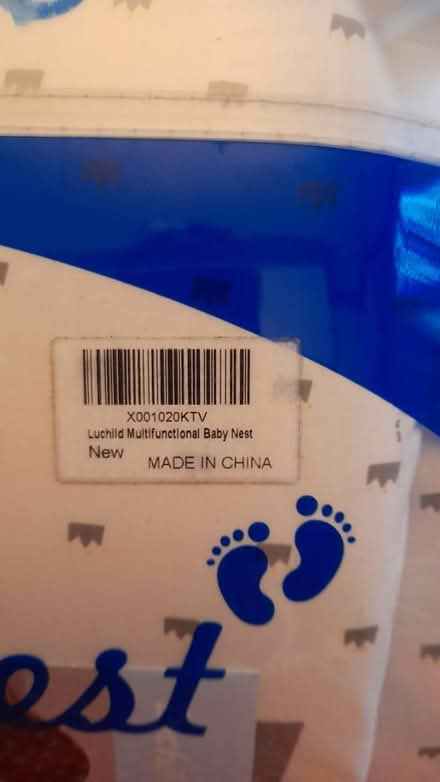 X001020KTV
Luchild Multifunctional Baby Nest
New
MADE IN CHINA
est